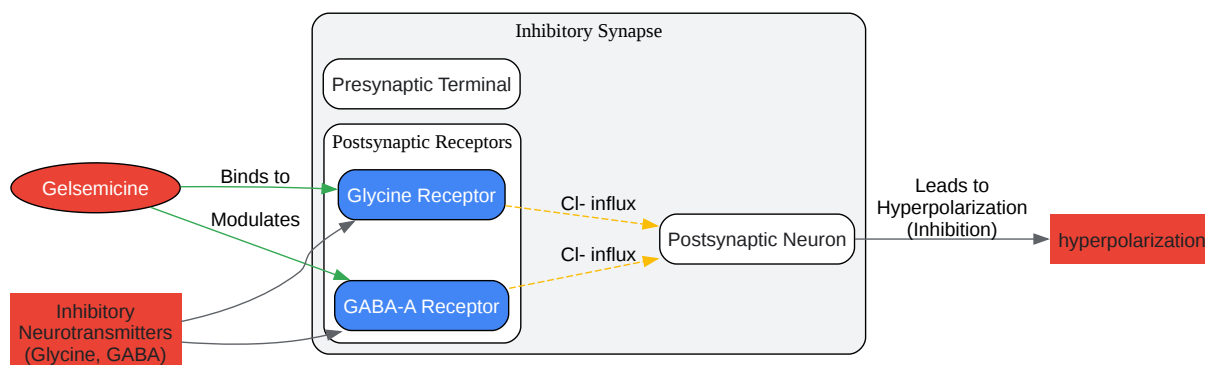 Inhibitory Synapse
Presynaptic Terminal
Postsynaptic Receptors
Gelsemicine
Binds to
Glycine Receptor
Modulates
Cl- influx
Leads to
Hyperpolarization
(Inhibition)
Postsynaptic Neuron
hyperpolarization
Cl- influx
GABA-A Receptor
Inhibitory
Neurotransmitters
(Glycine, GABA)